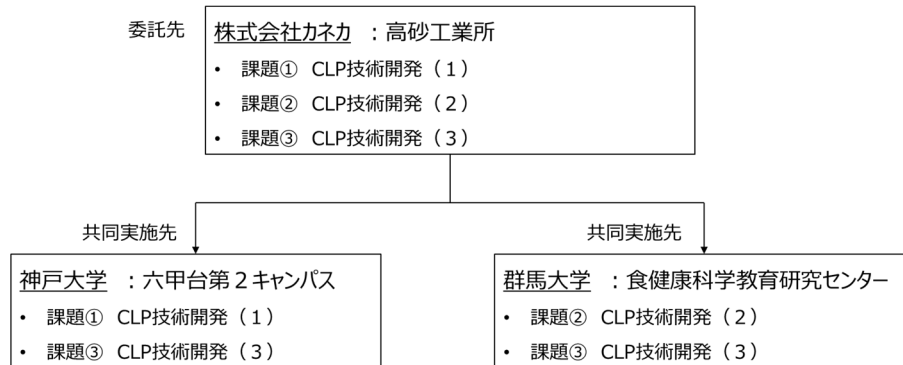 委託先
株式会社カネカ ：高砂工業所
• 課題① CLP技術開発（１）
• 課題② CLP技術開発（２）
• 課題③ CLP技術開発（３）
共同実施先
神戸大学 ：六甲台第２キャンパス
• 課題① CLP技術開発（１）
• 課題③ CLP技術開発（３）
共同実施先
群馬大学 ：食健康科学教育研究センター
• 課題② CLP技術開発（２）
• 課題③ CLP技術開発（３）